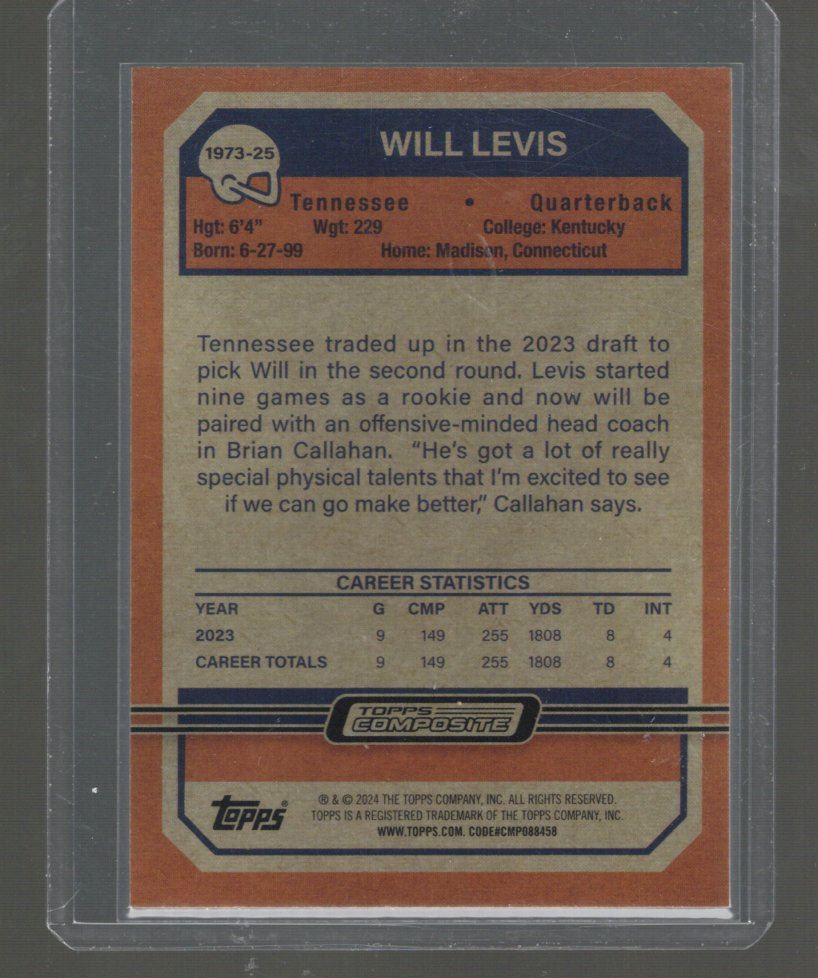 1973-25
WILL LEVIS
Tennessee • Quarterback
Hgt: 6'4" Wgt: 229 College: Kentucky
Born: 6-27-99 Home: Madison, Connecticut
Tennessee traded up in the 2023 draft to
pick Will in the second round. Levis started
nine games as a rookie and now will be
paired with an offensive-minded head coach
in Brian Callahan. “He's got a lot of really
special physical talents that I'm excited to see
if we can go make better,” Callahan says.
CAREER STATISTICS
YEAR G CMP ATT YDS TD INT
2023 9 149 255 1808 8 4
CAREER TOTALS 9 149 255 1808 8 4
TOPPS
COMPOSITE
topps®
® & © 2024 THE TOPPS COMPANY, INC. ALL RIGHTS RESERVED.
TOPPS IS A REGISTERED TRADEMARK OF THE TOPPS COMPANY, INC.
WWW.TOPPS.COM. CODE#CMP088458